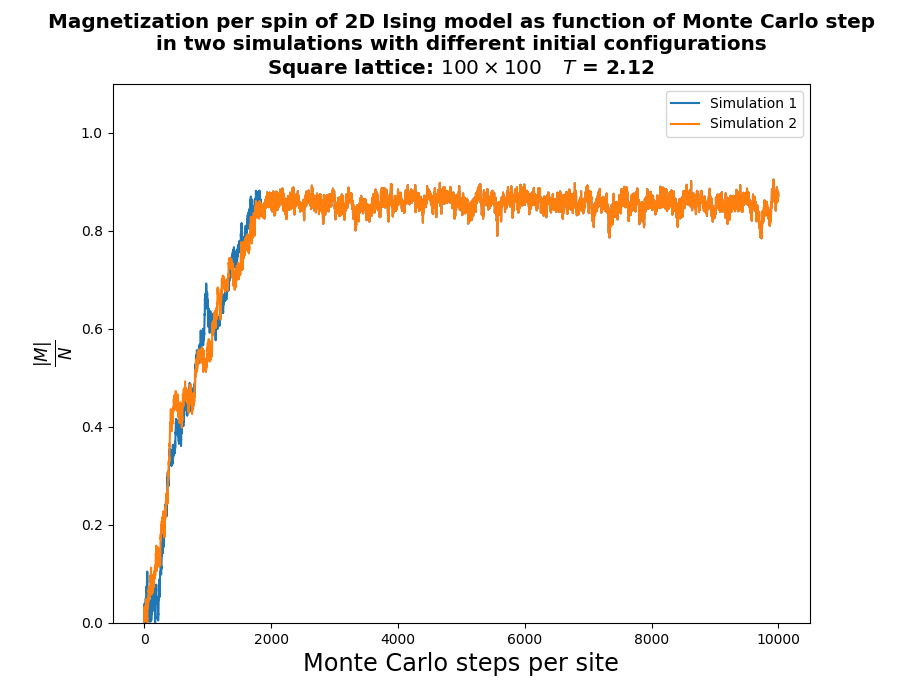 Magnetization per spin of 2D Ising model as function of Monte Carlo step
in two simulations with different initial configurations
Square lattice: 100 × 100 T = 2.12
Simulation 1
Simulation 2
1.0
0.8
0.6
0.4
0.2
0.0
|M|
N
0 2000 4000 6000 8000 10000
Monte Carlo steps per site